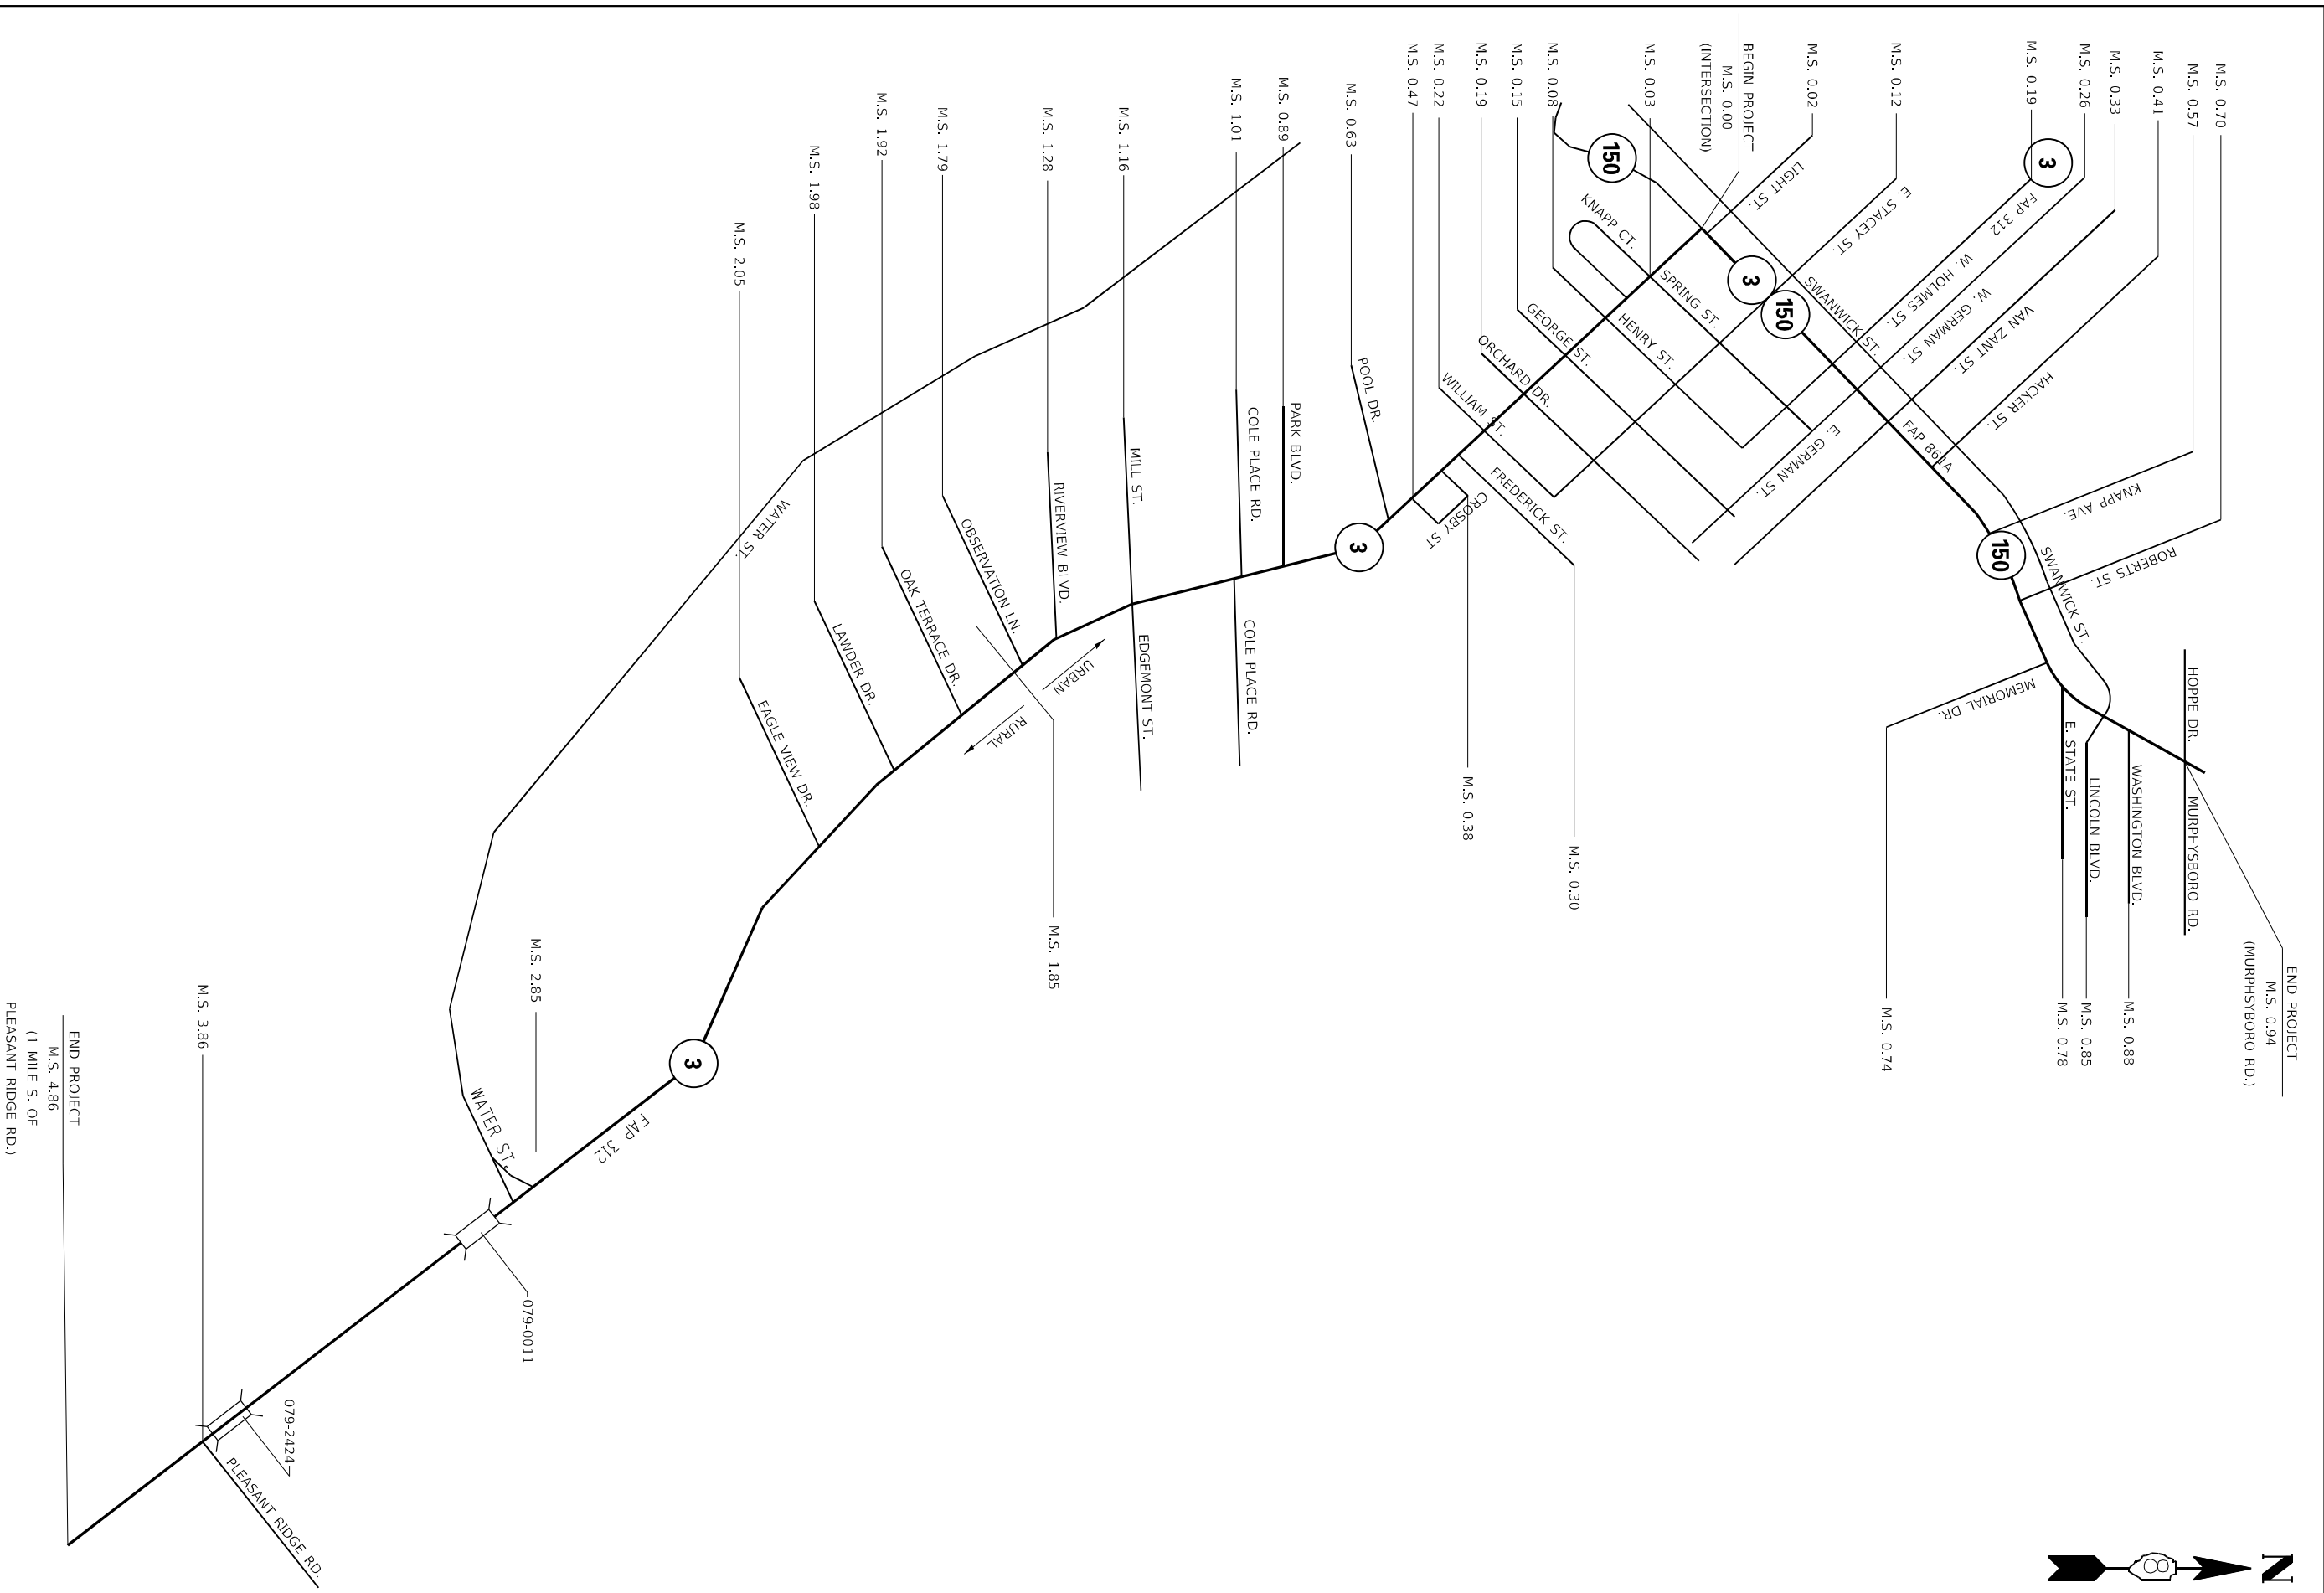 N
8
M.S. 0.70
M.S. 0.57
M.S. 0.41
M.S. 0.33
M.S. 0.26
M.S. 0.19
M.S. 0.12
M.S. 0.02
BEGIN PROJECT
M.S. 0.00
(INTERSECTION)
M.S. 0.03
M.S. 0.08
M.S. 0.15
M.S. 0.19
M.S. 0.22
M.S. 0.47
M.S. 0.63
M.S. 0.89
M.S. 1.01
M.S. 1.16
M.S. 1.28
M.S. 1.79
M.S. 1.92
M.S. 1.98
M.S. 2.05
3
FAP 312
W. HOLMES ST.
W. GERMAN ST.
VAN ZANT ST.
HACKER ST.
KNAPP AVE.
ROBERTS ST.
E. STACEY ST.
LIGHT ST.
150
3
150
SWANWICK ST.
FAP 861A
150
SWANWICK ST.
HOPPE DR.
MURPHYSBORO RD.
WASHINGTON BLVD.
LINCOLN BLVD.
E. STATE ST.
MEMORIAL DR.
END PROJECT
M.S. 0.94
(MURPHSYBORO RD.)
M.S. 0.88
M.S. 0.85
M.S. 0.78
M.S. 0.74
KNAPP CT.
SPRING ST.
HENRY ST.
GEORGE ST.
ORCHARD DR.
WILLIAM ST.
E. GERMAN ST.
FREDERICK ST.
CROSBY ST
M.S. 0.30
M.S. 0.38
POOL DR.
3
PARK BLVD.
COLE PLACE RD.
COLE PLACE RD.
MILL ST.
EDGEMONT ST.
RIVERVIEW BLVD.
URBAN
RURAL
M.S. 1.85
OBSERVATION LN.
OAK TERRACE DR.
LAWDER DR.
EAGLE VIEW DR.
WATER ST.
3
FAP 312
M.S. 2.85
WATER ST.
079-0011
M.S. 3.86
079-2424
PLEASANT RIDGE RD.
END PROJECT
M.S. 4.86
(1 MILE S. OF
PLEASANT RIDGE RD.)